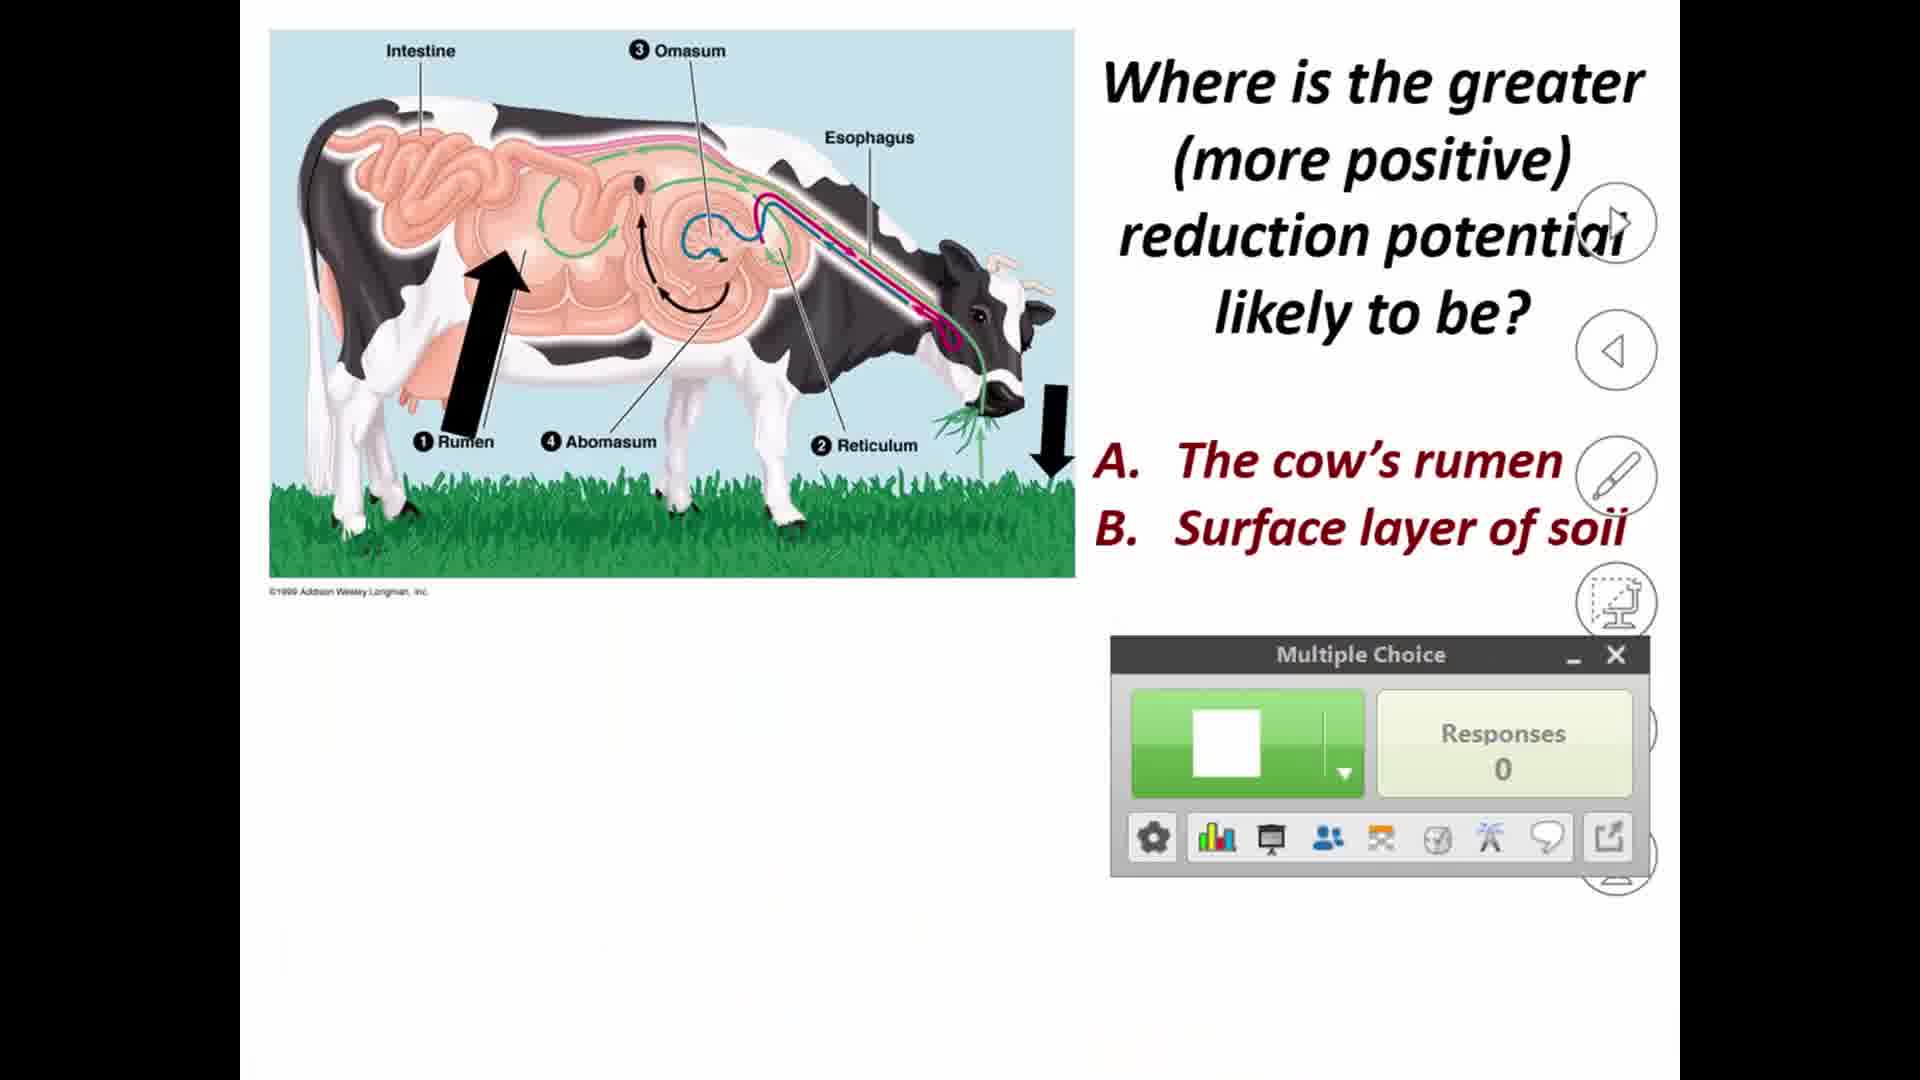 Intestine
3 Omasum
Esophagus
1 Rumen
4 Abomasum
2 Reticulum
©1999 Addison Wesley Longman, Inc.
Where is the greater
(more positive)
reduction potential
likely to be?
A. The cow's rumen
B. Surface layer of soil
Multiple Choice
Responses
0